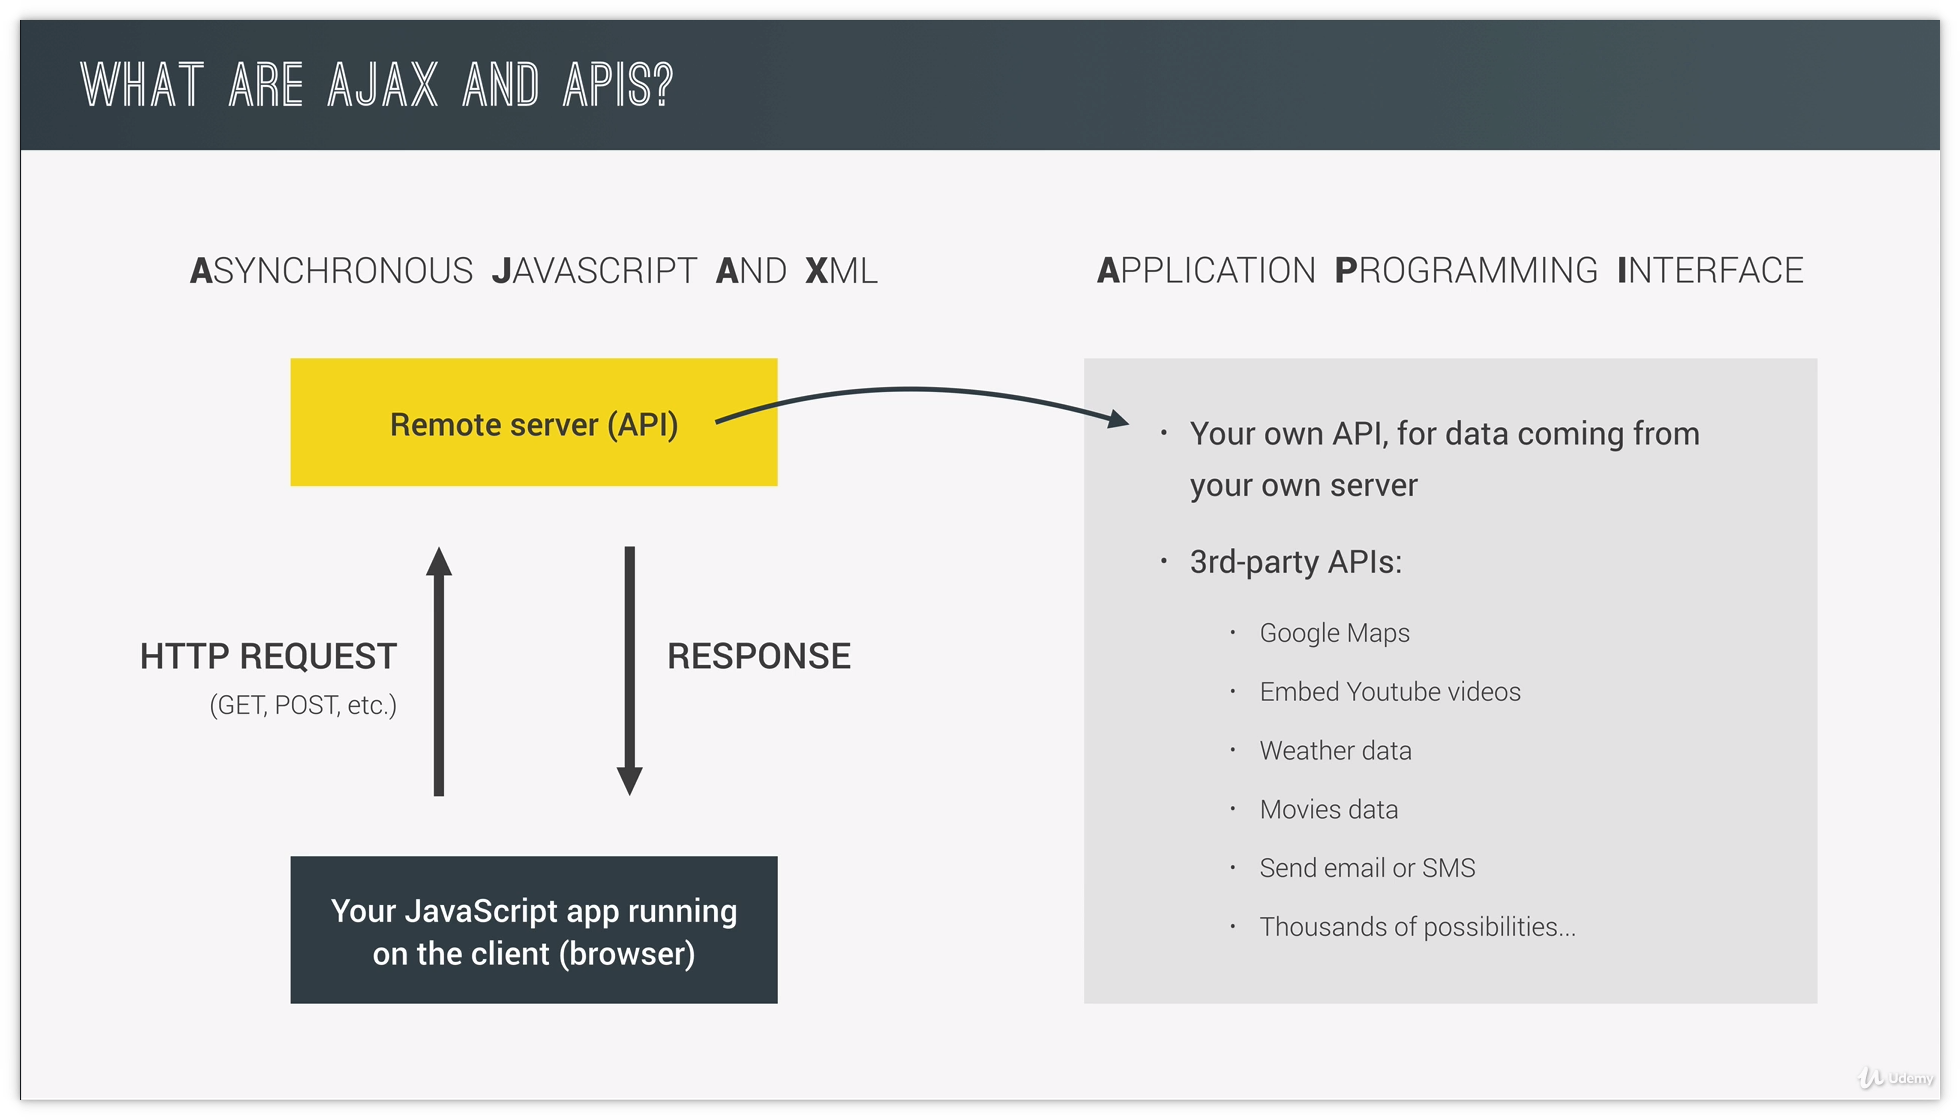 WHAT ARE AJAX AND APIS?
ASYNCHRONOUS JAVASCRIPT AND XML
Remote server (API)
HTTP REQUEST
(GET, POST, etc.)
RESPONSE
Your JavaScript app running
on the client (browser)
APPLICATION PROGRAMMING INTERFACE
• Your own API, for data coming from
your own server
• 3rd-party APIs:
• Google Maps
• Embed Youtube videos
• Weather data
• Movies data
• Send email or SMS
• Thousands of possibilities...
Udemy